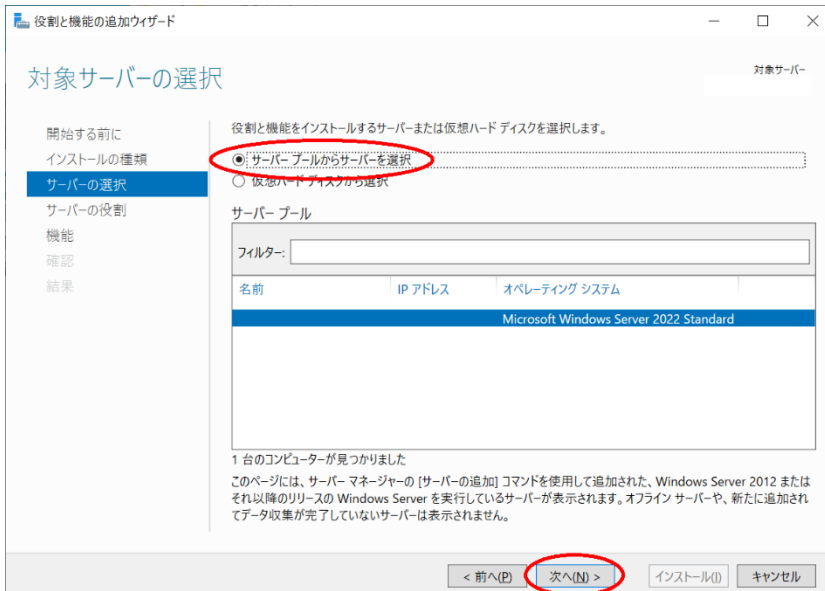 役割と機能の追加ウィザード
対象サーバーの選択
対象サーバー
開始する前に
インストールの種類
サーバーの選択
サーバーの役割
機能
確認
結果
役割と機能をインストールするサーバーまたは仮想ハード ディスクを選択します。
サーバー プールからサーバーを選択
仮想ハード ディスクから選択
サーバー プール
フィルター:
名前 IP アドレス オペレーティング システム
Microsoft Windows Server 2022 Standard
1 台のコンピューターが見つかりました
このページには、サーバー マネージャーの [サーバーの追加] コマンドを使用して追加された、Windows Server 2012 または
それ以降のリリースの Windows Server を実行しているサーバーが表示されます。オフライン サーバーや、新たに追加され
てデータ収集が完了していないサーバーは表示されません。
< 前へ(P) 次へ(N) > インストール(I) キャンセル